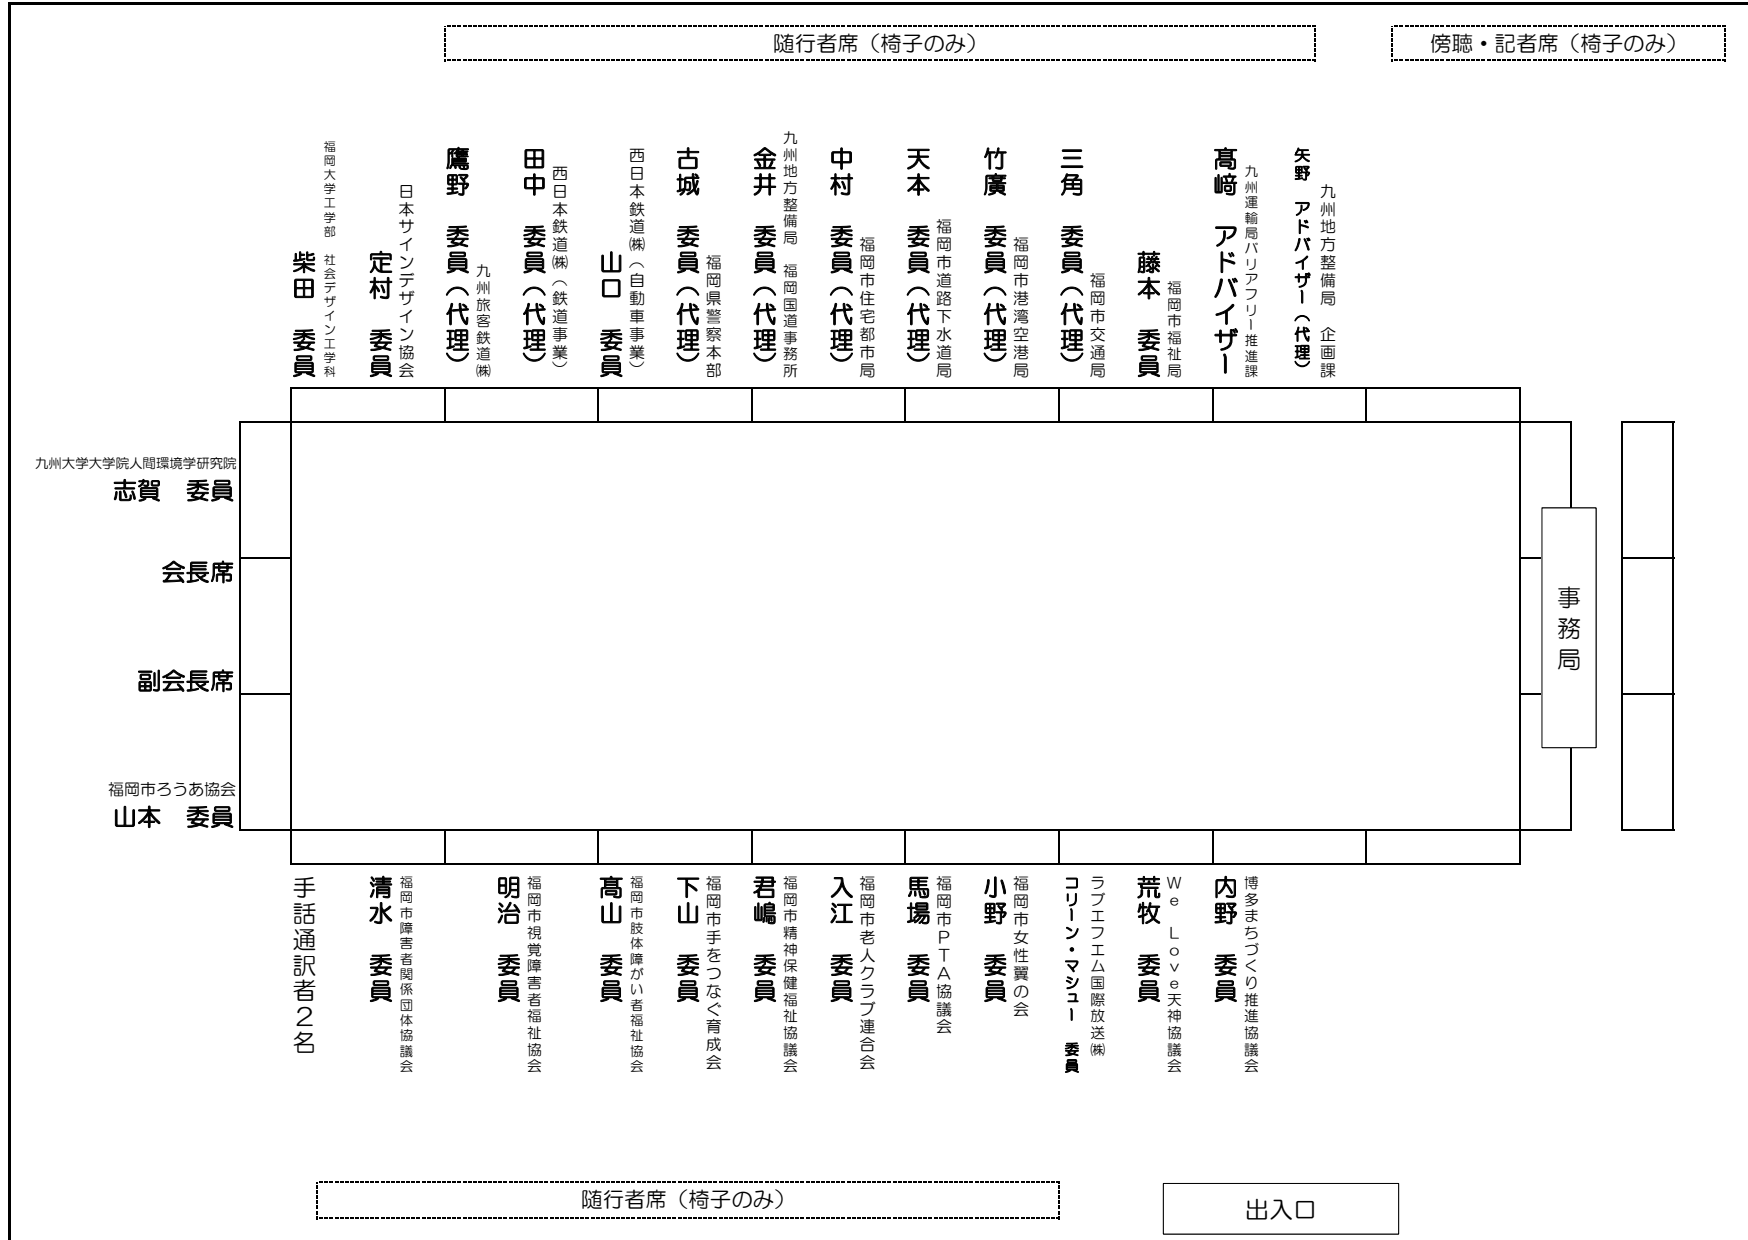 随行者席（椅子のみ）
傍聴・記者席（椅子のみ）
福岡大学工学部　社会デザイン工学科
柴田　委員
日本サインデザイン協会
定村　委員
九州旅客鉄道㈱
鷹野　委員（代理）
西日本鉄道㈱（鉄道事業）
田中　委員（代理）
西日本鉄道㈱（自動車事業）
山口　委員
福岡県警察本部
古城　委員（代理）
九州地方整備局　福岡国道事務所
金井　委員（代理）
福岡市住宅都市局
中村　委員（代理）
福岡市道路下水道局
天本　委員（代理）
福岡市港湾空港局
竹廣　委員（代理）
福岡市交通局
三角　委員（代理）
福岡市福祉局
藤本　委員
九州運輸局バリアフリー推進課
髙﨑　アドバイザー
九州地方整備局　企画課
矢野　アドバイザー（代理）
九州大学大学院人間環境学研究院
志賀　委員
会長席
副会長席
福岡市ろうあ協会
山本　委員
事務局
手話通訳者２名
福岡市障害者関係団体協議会
清水　委員
福岡市視覚障害者福祉協会
明治　委員
福岡市肢体障がい者福祉協会
髙山　委員
福岡市手をつなぐ育成会
下山　委員
福岡市精神保健福祉協議会
君嶋　委員
福岡市老人クラブ連合会
入江　委員
福岡市ＰＴＡ協議会
馬場　委員
福岡市女性翼の会
小野　委員
ラブエフエム国際放送㈱
コリーン・マシュー　委員
Ｗｅ　Ｌｏｖｅ天神協議会
荒牧　委員
博多まちづくり推進協議会
内野　委員
随行者席（椅子のみ）
出入口